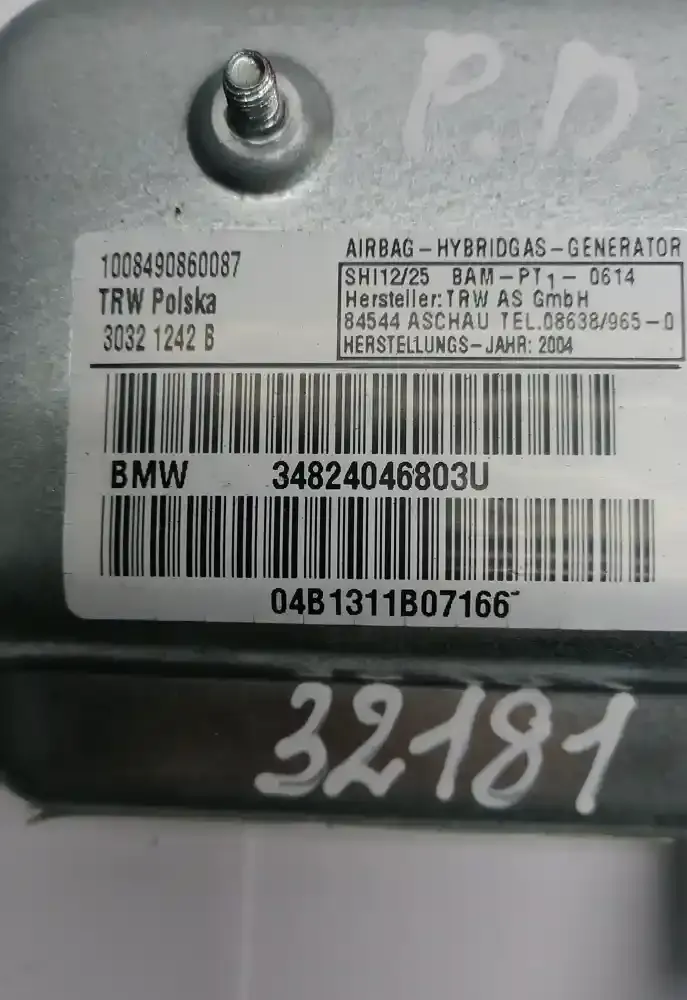 P.D.
1008490860087
TRW Polska
3032 1242 B
AIRBAG-HYBRIDGAS-GENERATOR
SHI12/25 BAM-PT1-0614
Hersteller: TRW AS GmbH
84544 ASCHAU TEL.08638/965-0
HERSTELLUNGS-JAHR: 2004
BMW 34824046803U
04B1311B07166-
32181